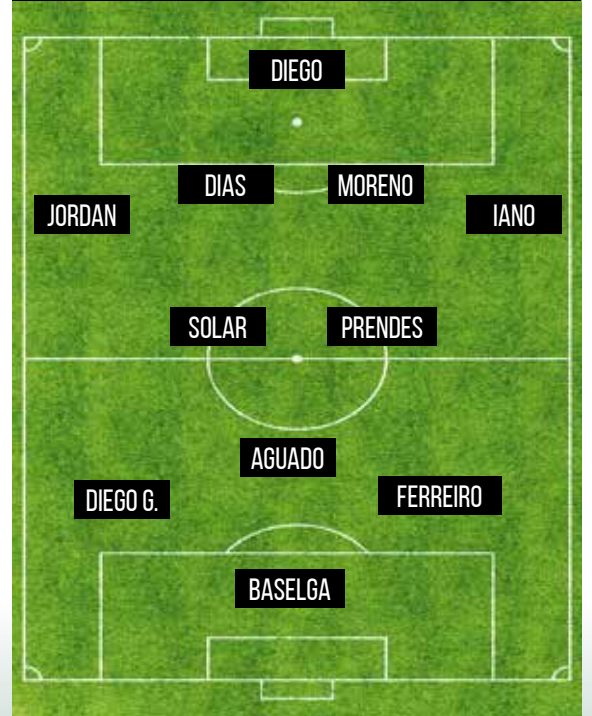 DIEGO
DIAS
MORENO
JORDAN
IANO
SOLAR
PRENDES
AGUADO
DIEGO G.
FERREIRO
BASELGA